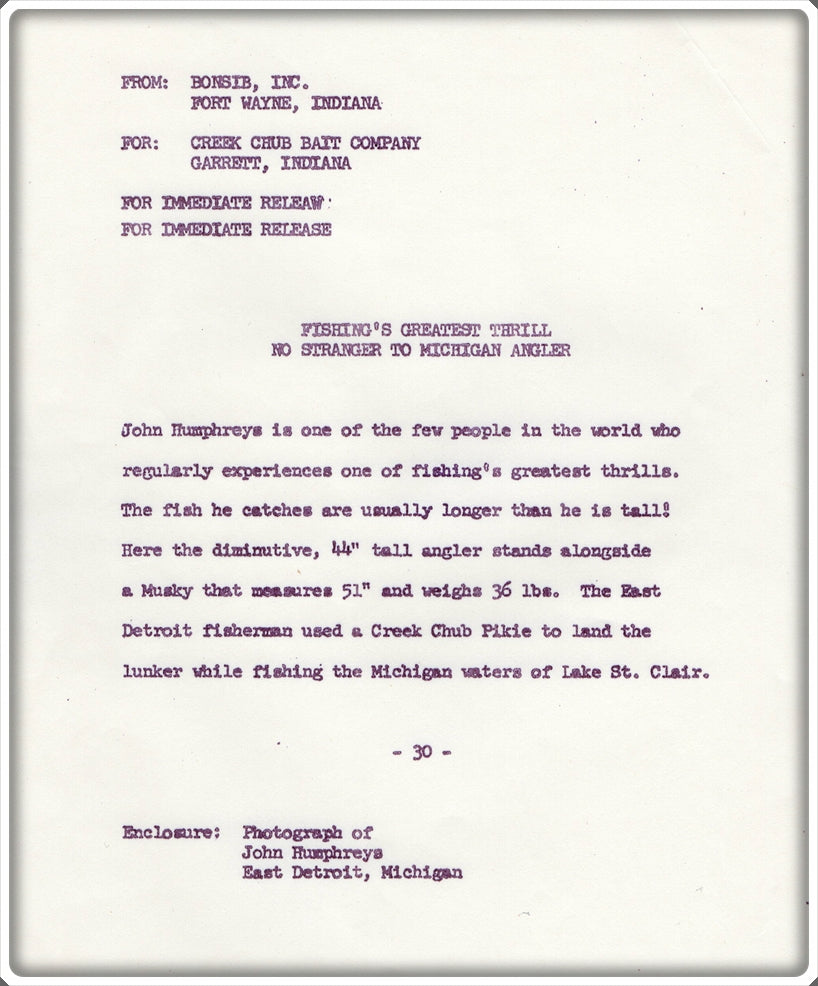 FROM: BONSIB, INC.
FORT WAYNE, INDIANA
FOR: CREEK CHUB BAIT COMPANY
GARRETT, INDIANA
FOR IMMEDIATE RELEAW
FOR IMMEDIATE RELEASE
FISHING'S GREATEST THRILL
NO STRANGER TO MICHIGAN ANGLER
John Humphreys is one of the few people in the world who
regularly experiences one of fishing's greatest thrills.
The fish he catches are usually longer than he is tall!
Here the diminutive, 44" tall angler stands alongside
a Musky that measures 51" and weighs 36 lbs. The East
Detroit fisherman used a Creek Chub Pikie to land the
lunker while fishing the Michigan waters of Lake St. Clair.
- 30 -
Enclosure: Photograph of
John Humphreys
East Detroit, Michigan